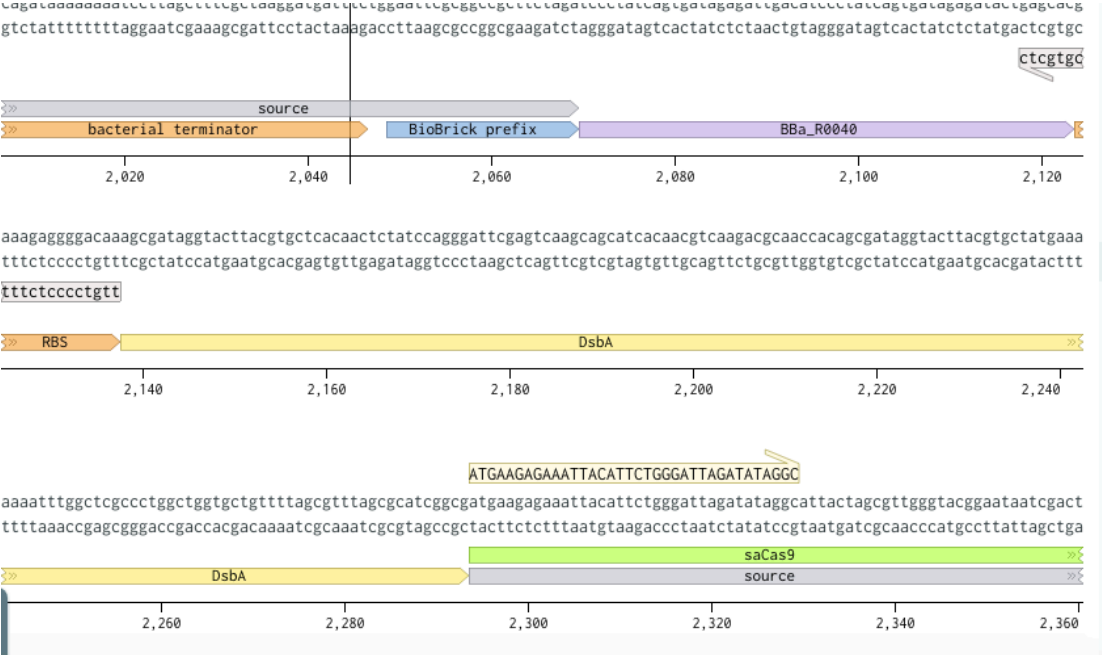 gtctattttttttaggaatcgaaagcgattcctactaaagaccttaagcgccggcgaagatctagggatagtcactatctctaactgtagggatagtcactatctctatgactcgtgc
ctcgtgc
source
bacterial terminator BioBrick prefix BBa_R0040
2,020 2,040 2,060 2,080 2,100 2,120
aaagaggggacaaagcgataggtacttacgtgctcacaactctatccagggattcgagtcaagcagcatcacaacgtcaagacgcaaccacagcgataggtacttacgtgctatgaaa
tttctcccctgtttcgctatccatgaatgcacgagtgttgagataggtccctaagctcagttcgtcgtagtgttgcagttctgcgttggtgtcgctatccatgaatgcacgatacttt
tttctcccctgtt
RBS DsbA
2,140 2,160 2,180 2,200 2,220 2,240
ATGAAGAGAAATTACATTCTGGGATTAGATATAGGC
aaaatttggctcgccctggctggtgctgttttagcgtttagcgcatcggcgatgaagagaaattacattctgggattagatataggcattactagcgttgggtacggaataatcgact
ttttaaaccgagcgggaccgaccacgacaaaatcgcaaatcgcgtagccgctacttctctttaatgtaagaccctaatctatatccgtaatgatcgcaacccatgccttattagctga
saCas9
DsbA source
2,260 2,280 2,300 2,320 2,340 2,360